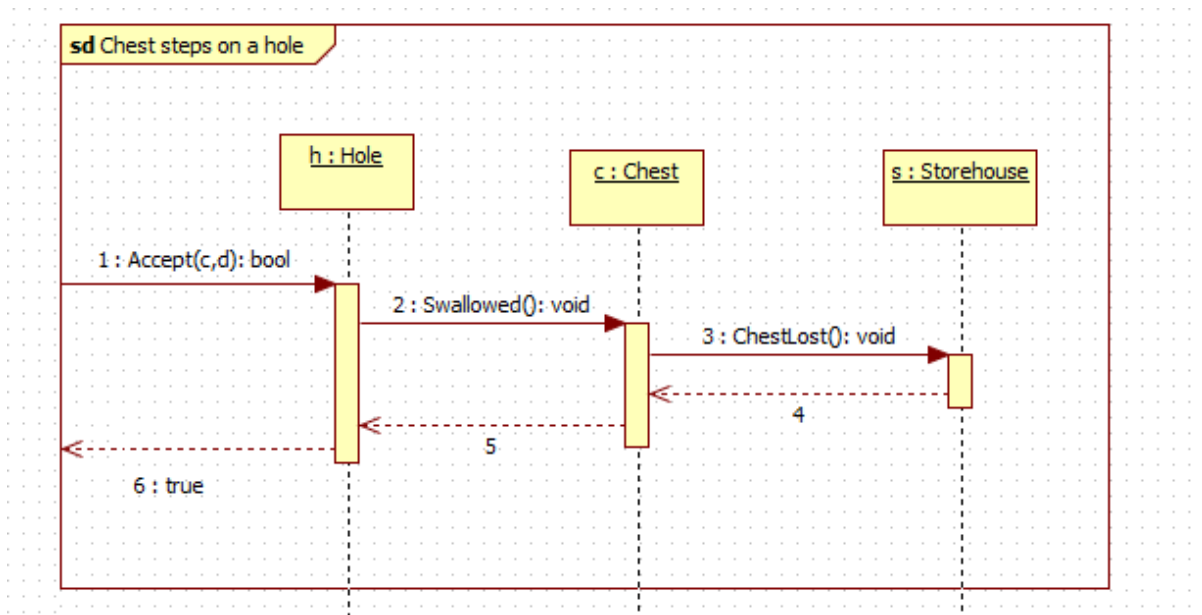 sd Chest steps on a hole
h : Hole
c : Chest
s : Storehouse
1 : Accept(c,d): bool
2 : Swallowed(): void
3 : ChestLost(): void
4
5
6 : true